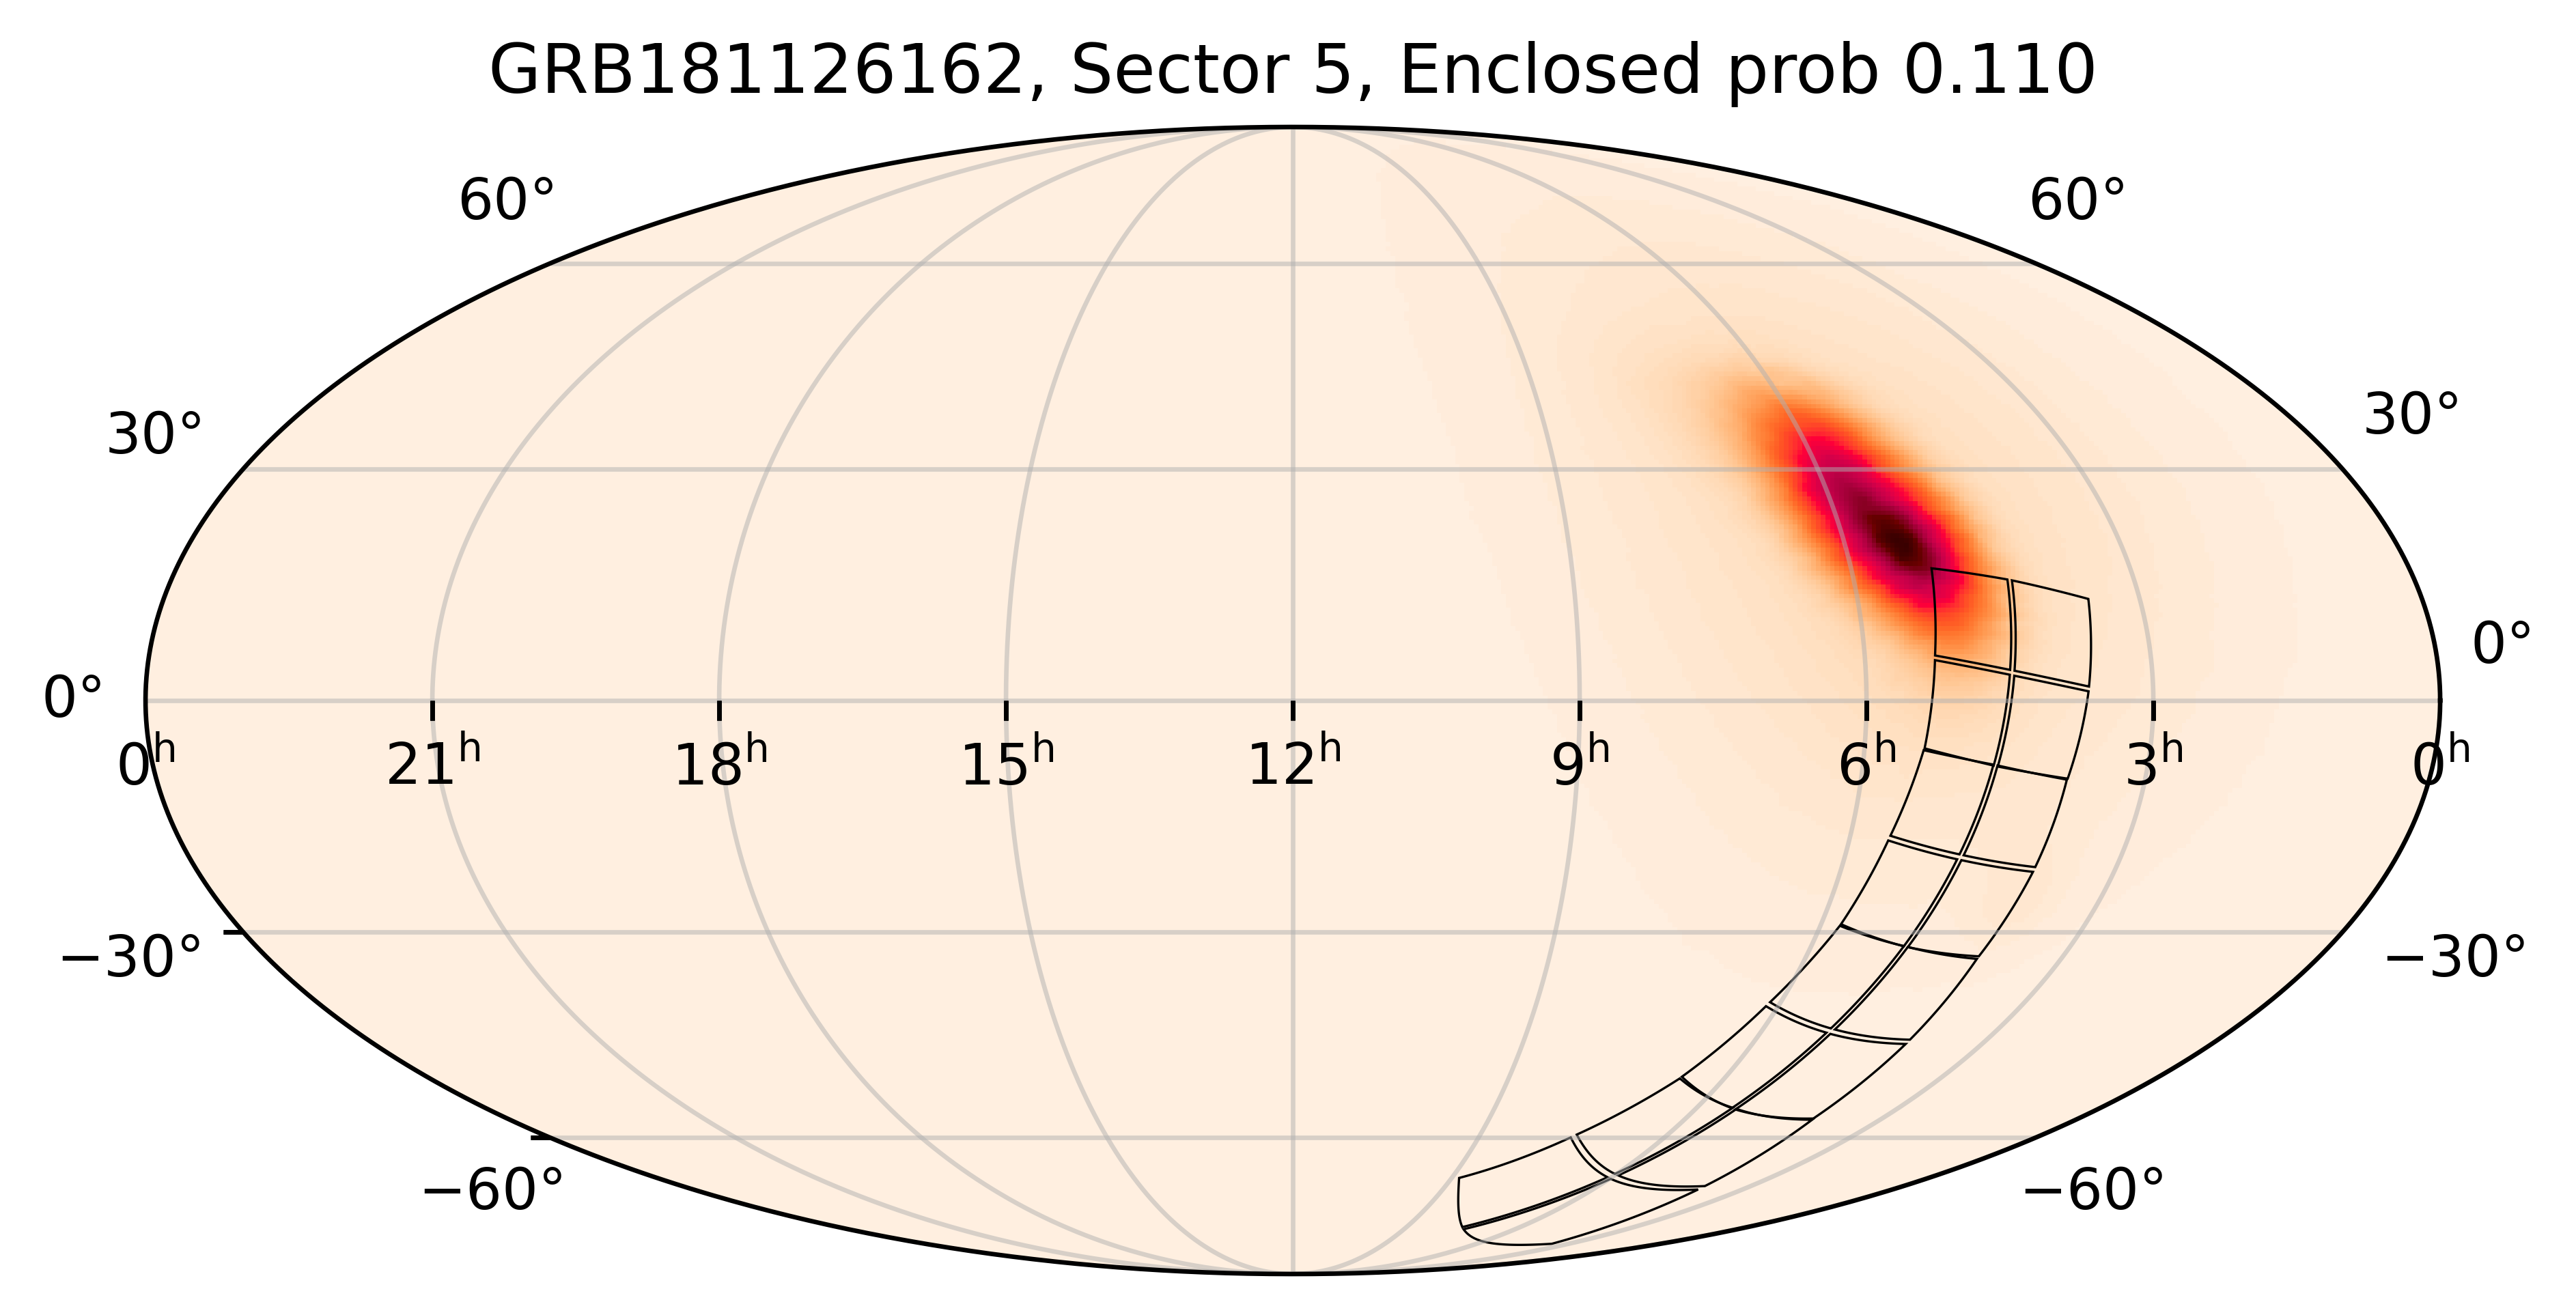 GRB181126162, Sector 5, Enclosed prob 0.110
60° 60°
30° 30°
0° 0°
0ʰ 21ʰ 18ʰ 15ʰ 12ʰ 9ʰ 6ʰ 3ʰ 0ʰ
−30° −30°
−60° −60°